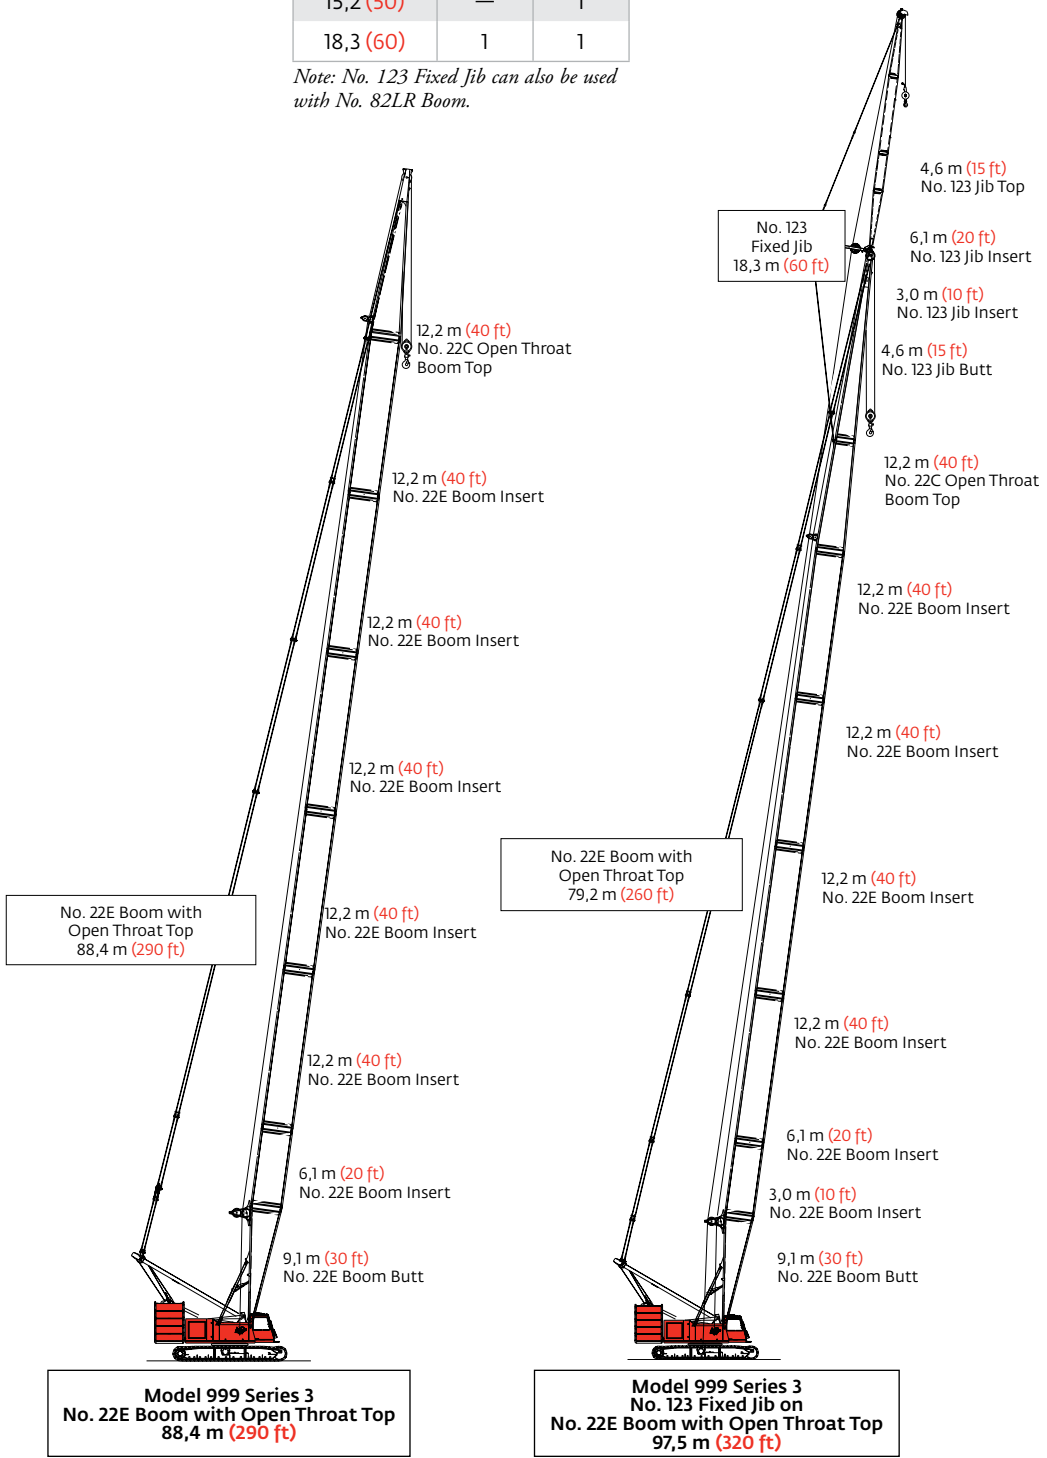 15,2 (50) — 1
18,3 (60) 1 1
Note: No. 123 Fixed Jib can also be used
with No. 82LR Boom.
12,2 m (40 ft)
No. 22C Open Throat
Boom Top
12,2 m (40 ft)
No. 22E Boom Insert
12,2 m (40 ft)
No. 22E Boom Insert
12,2 m (40 ft)
No. 22E Boom Insert
12,2 m (40 ft)
No. 22E Boom Insert
No. 22E Boom with
Open Throat Top
88,4 m (290 ft)
12,2 m (40 ft)
No. 22E Boom Insert
6,1 m (20 ft)
No. 22E Boom Insert
9,1 m (30 ft)
No. 22E Boom Butt
Model 999 Series 3
No. 22E Boom with Open Throat Top
88,4 m (290 ft)
4,6 m (15 ft)
No. 123 Jib Top
No. 123
Fixed Jib
18,3 m (60 ft)
6,1 m (20 ft)
No. 123 Jib Insert
3,0 m (10 ft)
No. 123 Jib Insert
4,6 m (15 ft)
No. 123 Jib Butt
12,2 m (40 ft)
No. 22C Open Throat
Boom Top
12,2 m (40 ft)
No. 22E Boom Insert
12,2 m (40 ft)
No. 22E Boom Insert
No. 22E Boom with
Open Throat Top
79,2 m (260 ft)
12,2 m (40 ft)
No. 22E Boom Insert
12,2 m (40 ft)
No. 22E Boom Insert
6,1 m (20 ft)
No. 22E Boom Insert
3,0 m (10 ft)
No. 22E Boom Insert
9,1 m (30 ft)
No. 22E Boom Butt
Model 999 Series 3
No. 123 Fixed Jib on
No. 22E Boom with Open Throat Top
97,5 m (320 ft)